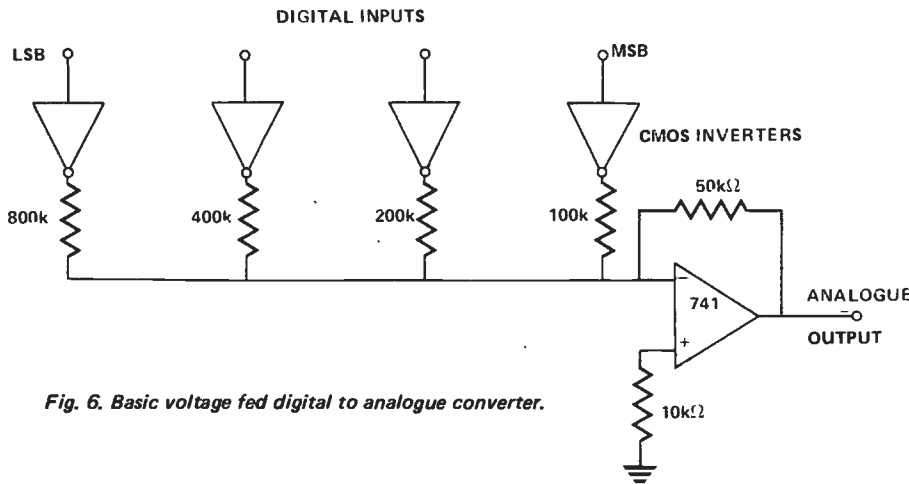 DIGITAL INPUTS
LSB
MSB
CMOS INVERTERS
800k
400k
200k
100k
50kΩ
−
741
+
ANALOGUE
OUTPUT
10kΩ
Fig. 6. Basic voltage fed digital to analogue converter.